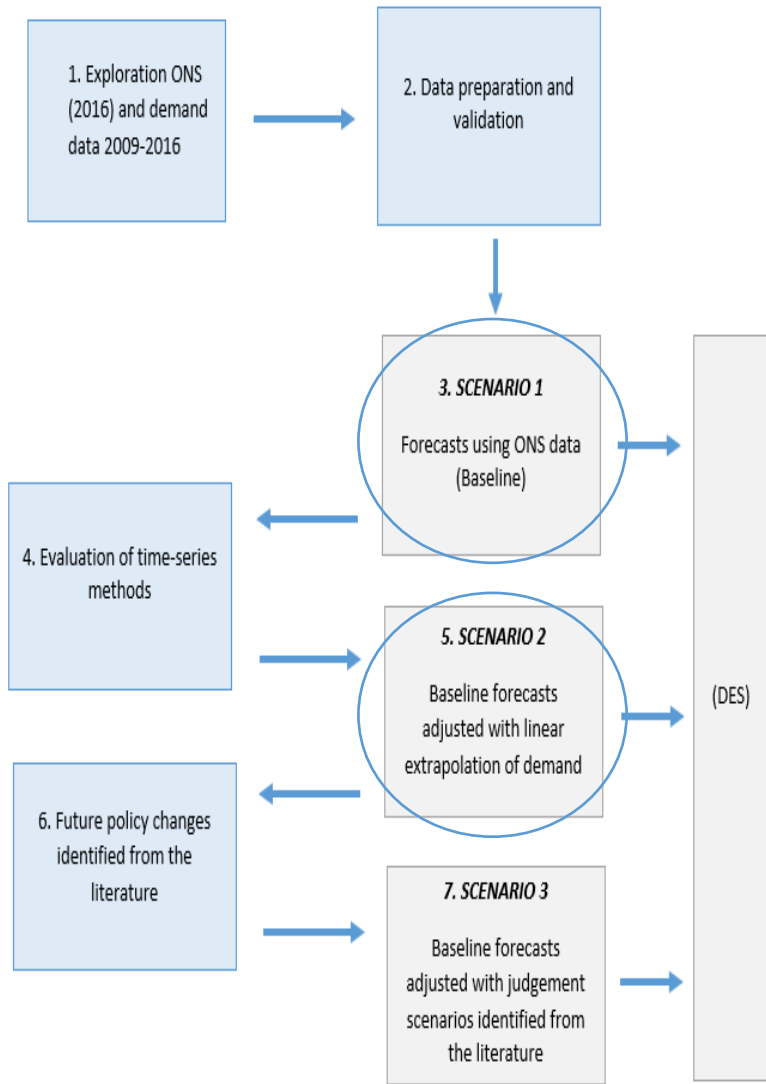 1. Exploration ONS
(2016) and demand
data 2009-2016
2. Data preparation and
validation
3. SCENARIO 1
Forecasts using ONS data
(Baseline)
4. Evaluation of time-series
methods
5. SCENARIO 2
Baseline forecasts
adjusted with linear
extrapolation of demand
(DES)
6. Future policy changes
identified from the
literature
7. SCENARIO 3
Baseline forecasts
adjusted with judgement
scenarios identified from
the literature